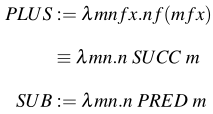 PLUS := λmnfx.nf(mfx)
≡ λmn.n SUCC m
SUB := λmn.n PRED m